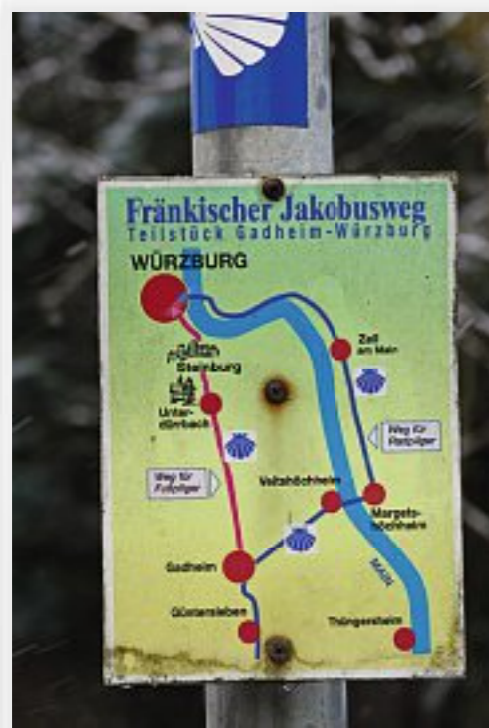 Fränkischer Jakobusweg
Teilstück Gadheim-Würzburg
WÜRZBURG
Zell
am Main
Steinburg
Unter-
dürrbach
Weg für
Radpilger
Weg für
Fußpilger
Veitshöchheim
Margets-
höchheim
Gadheim
MAIN
Güntersleben
Thüngersheim